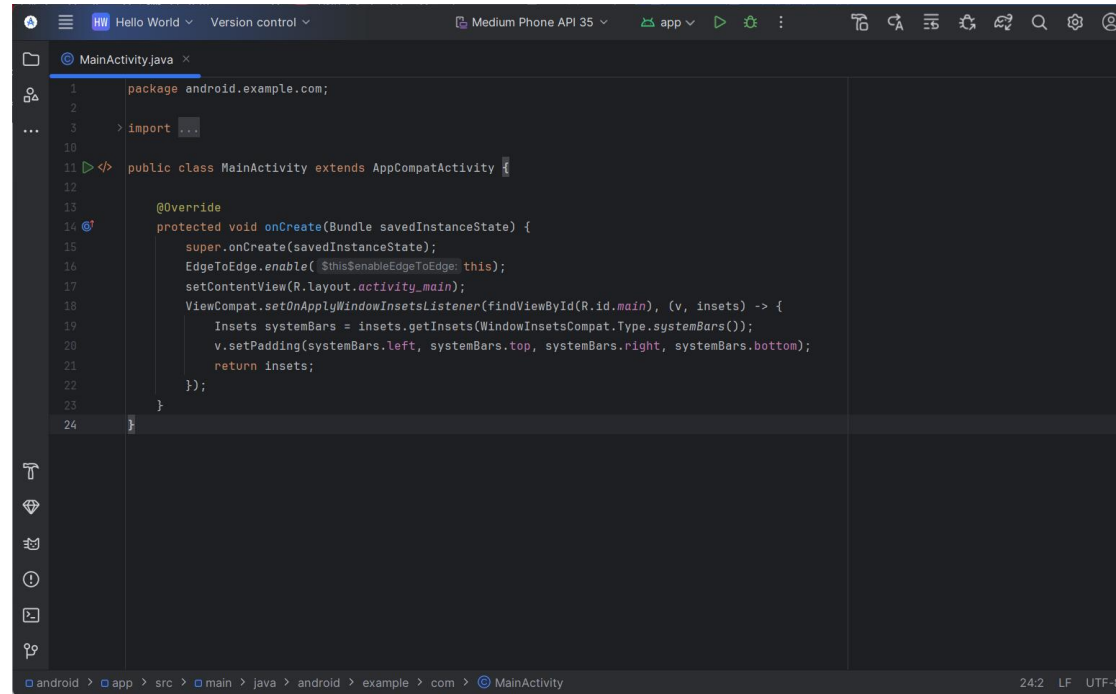 HW Hello World Version control Medium Phone API 35 app
MainActivity.java
1 package android.example.com;
2
3 import ...
10
11 public class MainActivity extends AppCompatActivity {
12
13 @Override
14 protected void onCreate(Bundle savedInstanceState) {
15 super.onCreate(savedInstanceState);
16 EdgeToEdge.enable( $this$enableEdgeToEdge: this);
17 setContentView(R.layout.activity_main);
18 ViewCompat.setOnApplyWindowInsetsListener(findViewById(R.id.main), (v, insets) -> {
19 Insets systemBars = insets.getInsets(WindowInsetsCompat.Type.systemBars());
20 v.setPadding(systemBars.left, systemBars.top, systemBars.right, systemBars.bottom);
21 return insets;
22 });
23 }
24 }
android > app > src > main > java > android > example > com > MainActivity 24:2 LF UTF-8